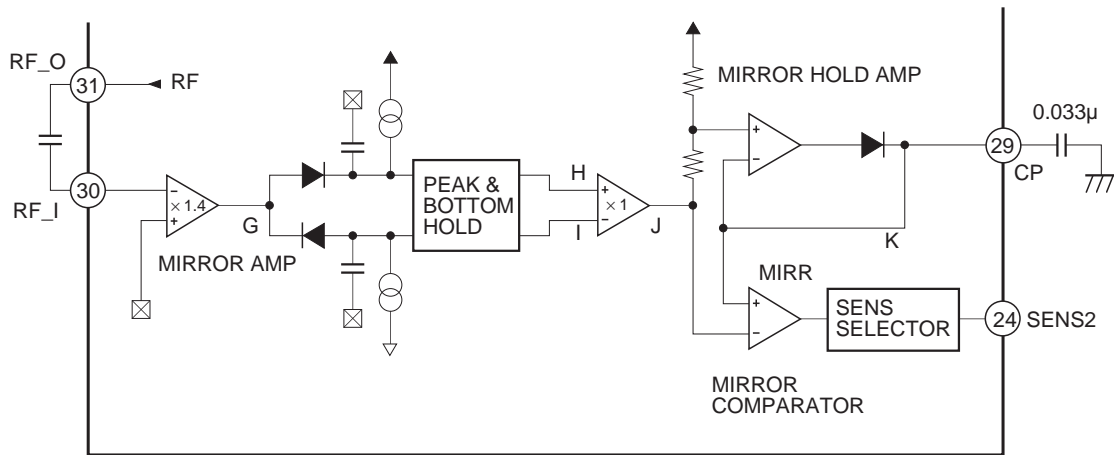 RF_O
31
RF
30
RF_I
−
× 1.4
+
MIRROR AMP
G
PEAK &
BOTTOM
HOLD
H
I
+
× 1
−
J
MIRROR HOLD AMP
+
−
29
CP
0.033µ
K
MIRR
+
−
SENS
SELECTOR
24
SENS2
MIRROR
COMPARATOR